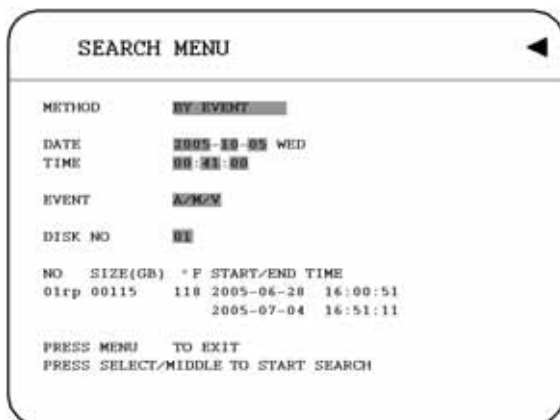 SEARCH MENU
METHOD BY EVENT
DATE 2005-10-05 WED
TIME 00:41:00
EVENT A/M/V
DISK NO 01
NO SIZE(GB) °F START/END TIME
01rp 00115 118 2005-06-28 16:00:51
2005-07-04 16:51:11
PRESS MENU TO EXIT
PRESS SELECT/MIDDLE TO START SEARCH